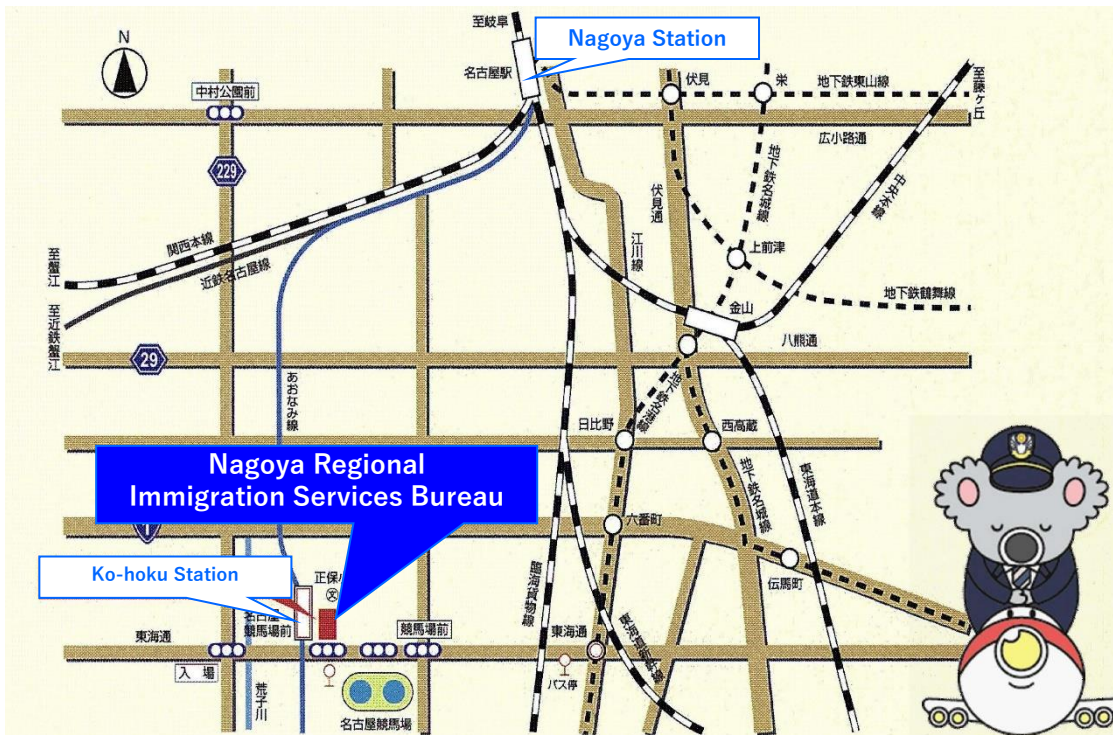 N
至岐阜
Nagoya Station
名古屋駅
中村公園前
伏見
栄
地下鉄東山線
至藤ヶ丘
広小路通
229
伏見通
地下鉄名城線
中央本線
関西本線
近鉄名古屋線
江川線
上前津
至蟹江
至近鉄蟹江
金山
地下鉄鶴舞線
八熊通
29
あおなみ線
地下鉄名港線
日比野
西高蔵
Nagoya Regional
Immigration Services Bureau
地下鉄名城線
東海道本線
1
六番町
伝馬町
Ko-hoku Station
正保小
文
臨海貨物線
名古屋
競馬場前
東海通
競馬場前
東海通
入場
バス停
荒子川
名古屋競馬場